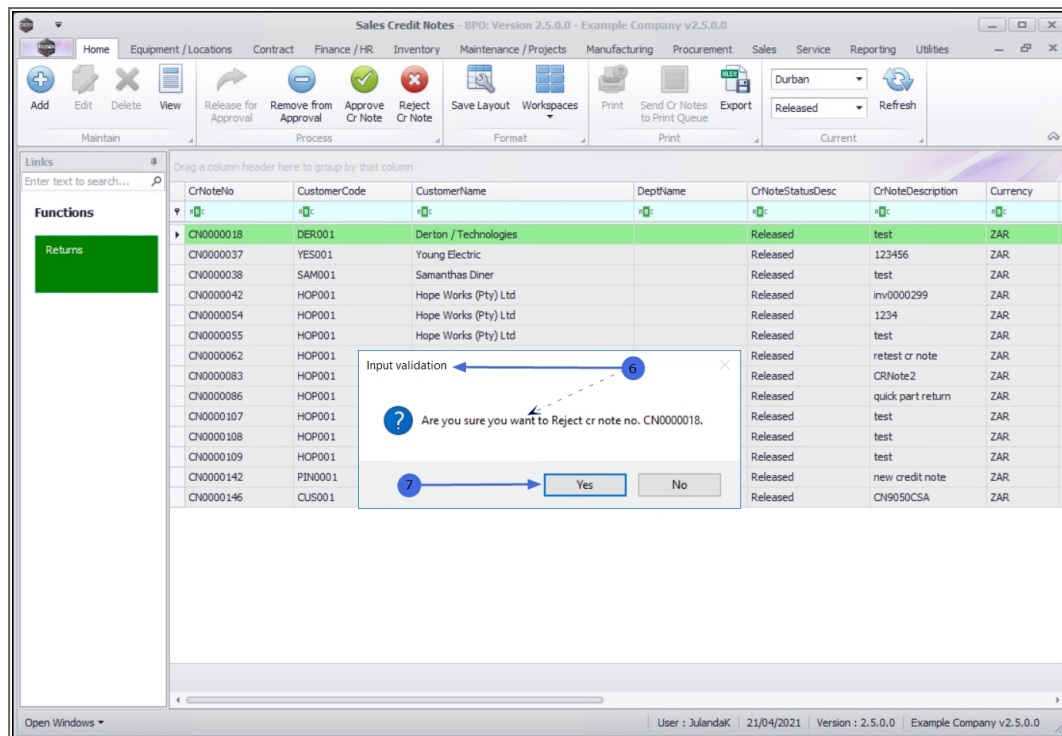 Sales Credit Notes - BPO: Version 2.5.0.0 - Example Company v2.5.0.0
Home Equipment / Locations Contract Finance / HR Inventory Maintenance / Projects Manufacturing Procurement Sales Service Reporting Utilities
Add Edit Delete View Release for Approval Remove from Approval Approve Cr Note Reject Cr Note Save Layout Workspaces Print Send Cr Notes to Print Queue Export Durban Released Refresh
Maintain Process Format Print Current
Links
Enter text to search...
Functions
Returns
Drag a column header here to group by that column
CrNoteNo CustomerCode CustomerName DeptName CrNoteStatusDesc CrNoteDescription Currency
CN0000018 DER001 Derton / Technologies Released test ZAR
CN0000037 YES001 Young Electric Released 123456 ZAR
CN0000038 SAM001 Samanthas Diner Released test ZAR
CN0000042 HOP001 Hope Works (Pty) Ltd Released inv0000299 ZAR
CN0000054 HOP001 Hope Works (Pty) Ltd Released 1234 ZAR
CN0000055 HOP001 Hope Works (Pty) Ltd Released test ZAR
CN0000062 HOP001 Released retest cr note ZAR
CN0000083 HOP001 Released CRNote2 ZAR
CN0000086 HOP001 Released quick part return ZAR
CN0000107 HOP001 Released test ZAR
CN0000108 HOP001 Released test ZAR
CN0000109 HOP001 Released test ZAR
CN0000142 PIN0001 Released new credit note ZAR
CN0000146 CUS001 Released CN9050CSA ZAR
Input validation 6
Are you sure you want to Reject cr note no. CN0000018.
7 Yes No
Open Windows User : JulandaK 21/04/2021 Version : 2.5.0.0 Example Company v2.5.0.0